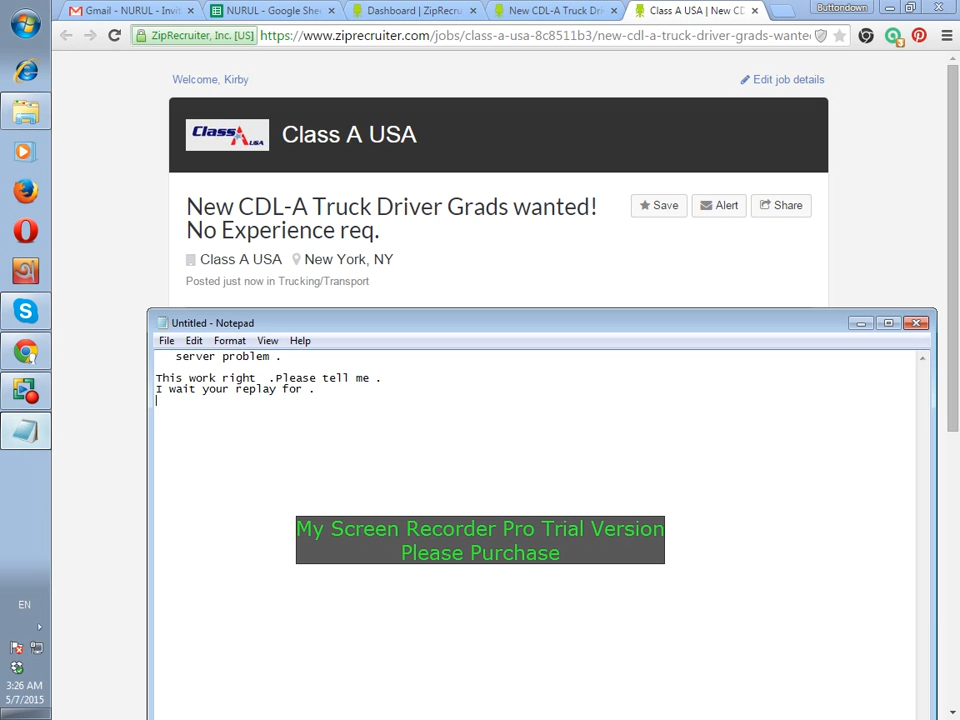 Gmail - NURUL - Invit
NURUL - Google Shee
Dashboard | ZipRecru
New CDL-A Truck Dri
Class A USA | New CD
Buttondown
ZipRecruiter, Inc. [US]
https://www.ziprecruiter.com/jobs/class-a-usa-8c8511b3/new-cdl-a-truck-driver-grads-wante
Welcome, Kirby
Edit job details
Class A USA
Class A USA
New CDL-A Truck Driver Grads wanted!
No Experience req.
Save
Alert
Share
Class A USA
New York, NY
Posted just now in Trucking/Transport
Untitled - Notepad
File Edit Format View Help
server problem .
This work right .Please tell me .
I wait your replay for .
My Screen Recorder Pro Trial Version
Please Purchase
EN
3:26 AM
5/7/2015